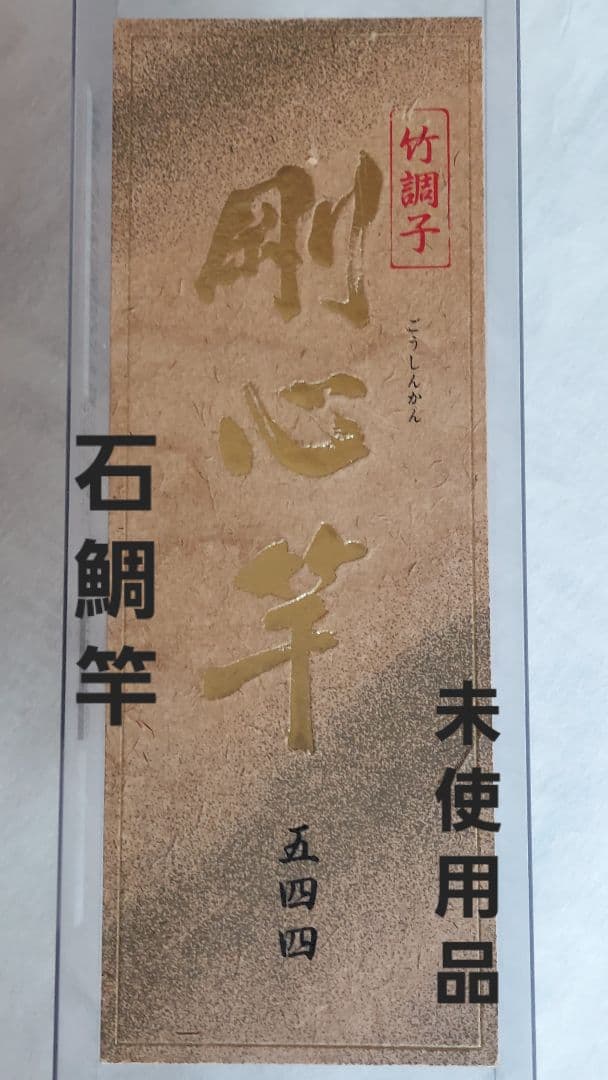 竹調子
剛心竿
ごうしんかん
五四四
石鯛竿
未使用品